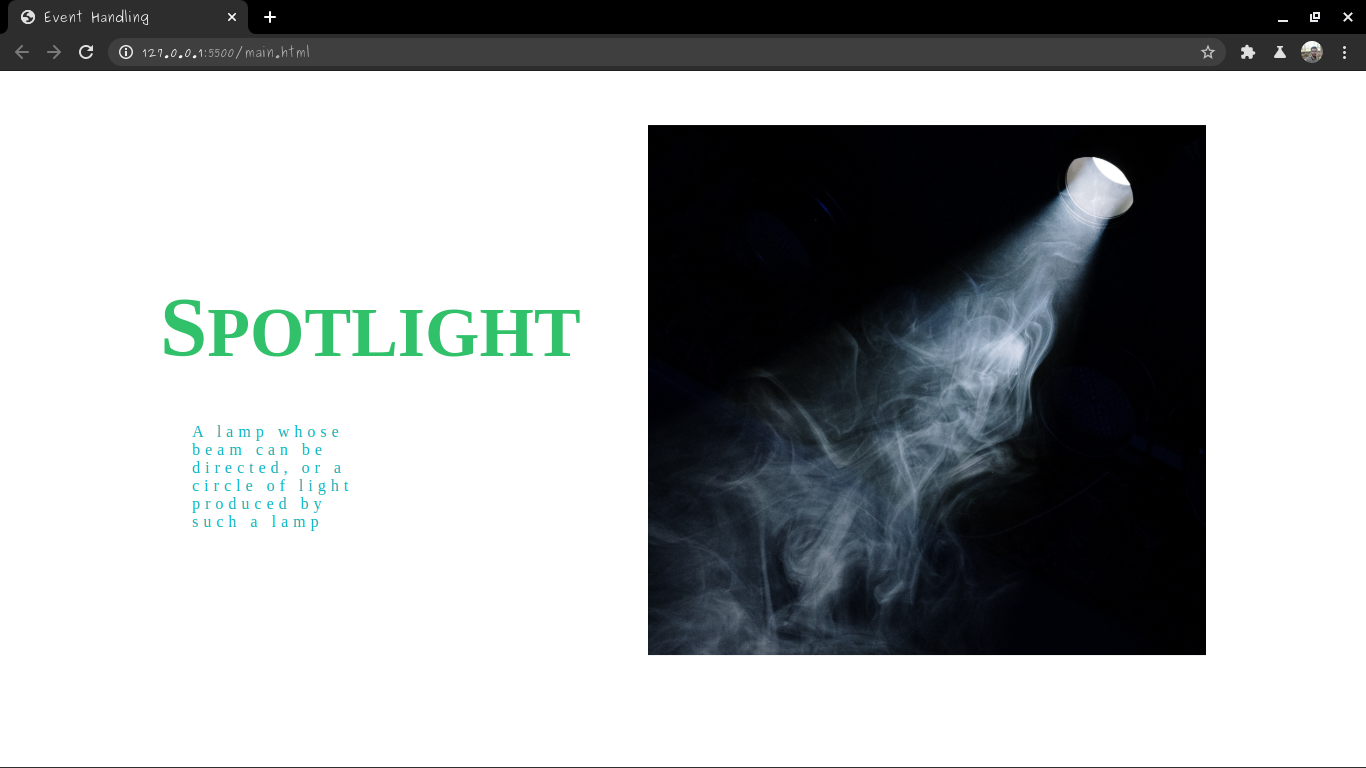 Event Handling
127.0.0.1:5500/main.html
SPOTLIGHT
A lamp whose
beam can be
directed, or a
circle of light
produced by
such a lamp